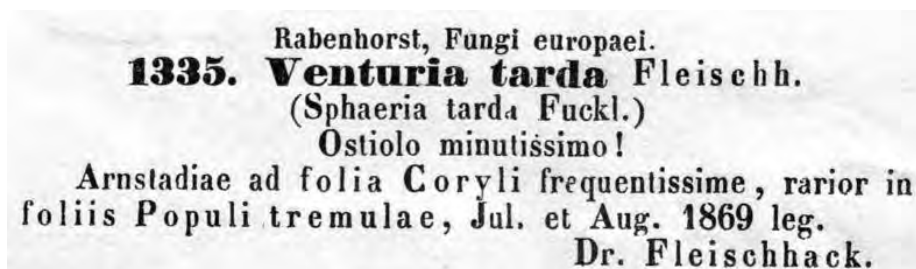 Rabenhorst, Fungi europaei.
1335. Venturia tarda Fleischh.
(Sphaeria tarda Fuckl.)
Ostiolo minutissimo!
Arnstadiae ad folia Coryli frequentissime, rarior in
foliis Populi tremulae, Jul. et Aug. 1869 leg.
Dr. Fleischhack.